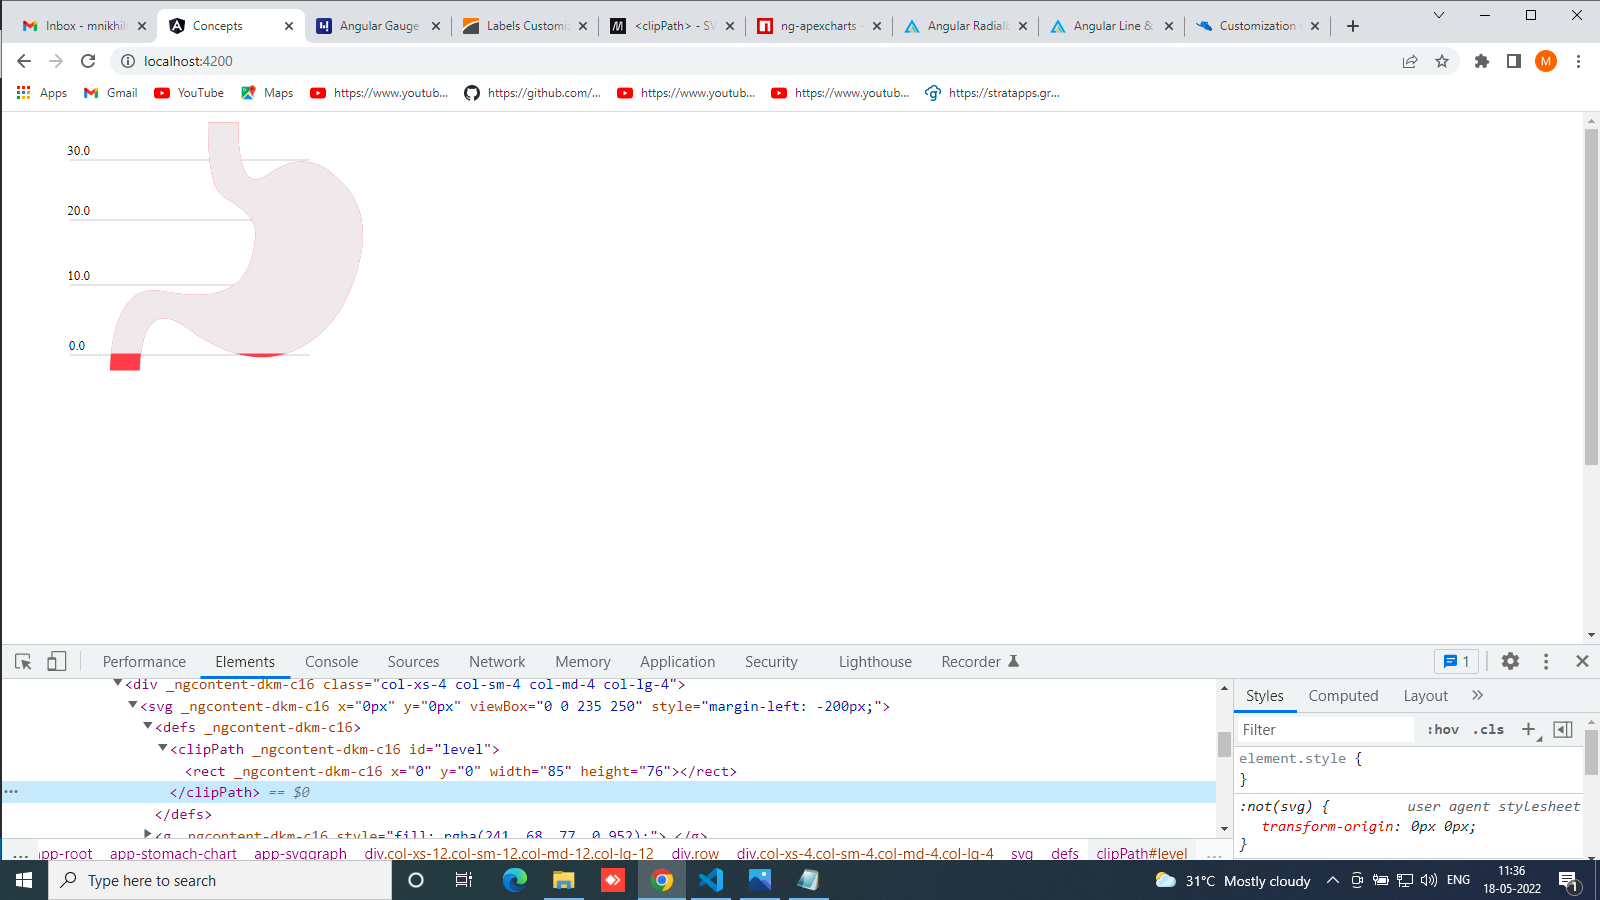 Inbox - mnikhil
Concepts
Angular Gauge
Labels Customiz
<clipPath> - SV
ng-apexcharts -
Angular Radialb
Angular Line &
Customization
localhost:4200
M
Apps
Gmail
YouTube
Maps
https://www.youtub...
https://github.com/...
https://www.youtub...
https://www.youtub...
https://stratapps.gr...
30.0
20.0
10.0
0.0
Performance
Elements
Console
Sources
Network
Memory
Application
Security
Lighthouse
Recorder
1
<div _ngcontent-dkm-c16 class="col-xs-4 col-sm-4 col-md-4 col-lg-4">
<svg _ngcontent-dkm-c16 x="0px" y="0px" viewBox="0 0 235 250" style="margin-left: -200px;">
<defs _ngcontent-dkm-c16>
<clipPath _ngcontent-dkm-c16 id="level">
<rect _ngcontent-dkm-c16 x="0" y="0" width="85" height="76"></rect>
</clipPath> == $0
</defs>
<g _ngcontent-dkm-c16 style="fill: rgba(241, 68, 77, 0.952);">…</g>
... app-root app-stomach-chart app-svggraph div.col-xs-12.col-sm-12.col-md-12.col-lg-12 div.row div.col-xs-4.col-sm-4.col-md-4.col-lg-4 svg defs clipPath#level ...
Styles
Computed
Layout
Filter
:hov
.cls
element.style {
}
:not(svg) { user agent stylesheet
transform-origin: 0px 0px;
}
Type here to search
31°C Mostly cloudy
ENG
11:36
18-05-2022
1